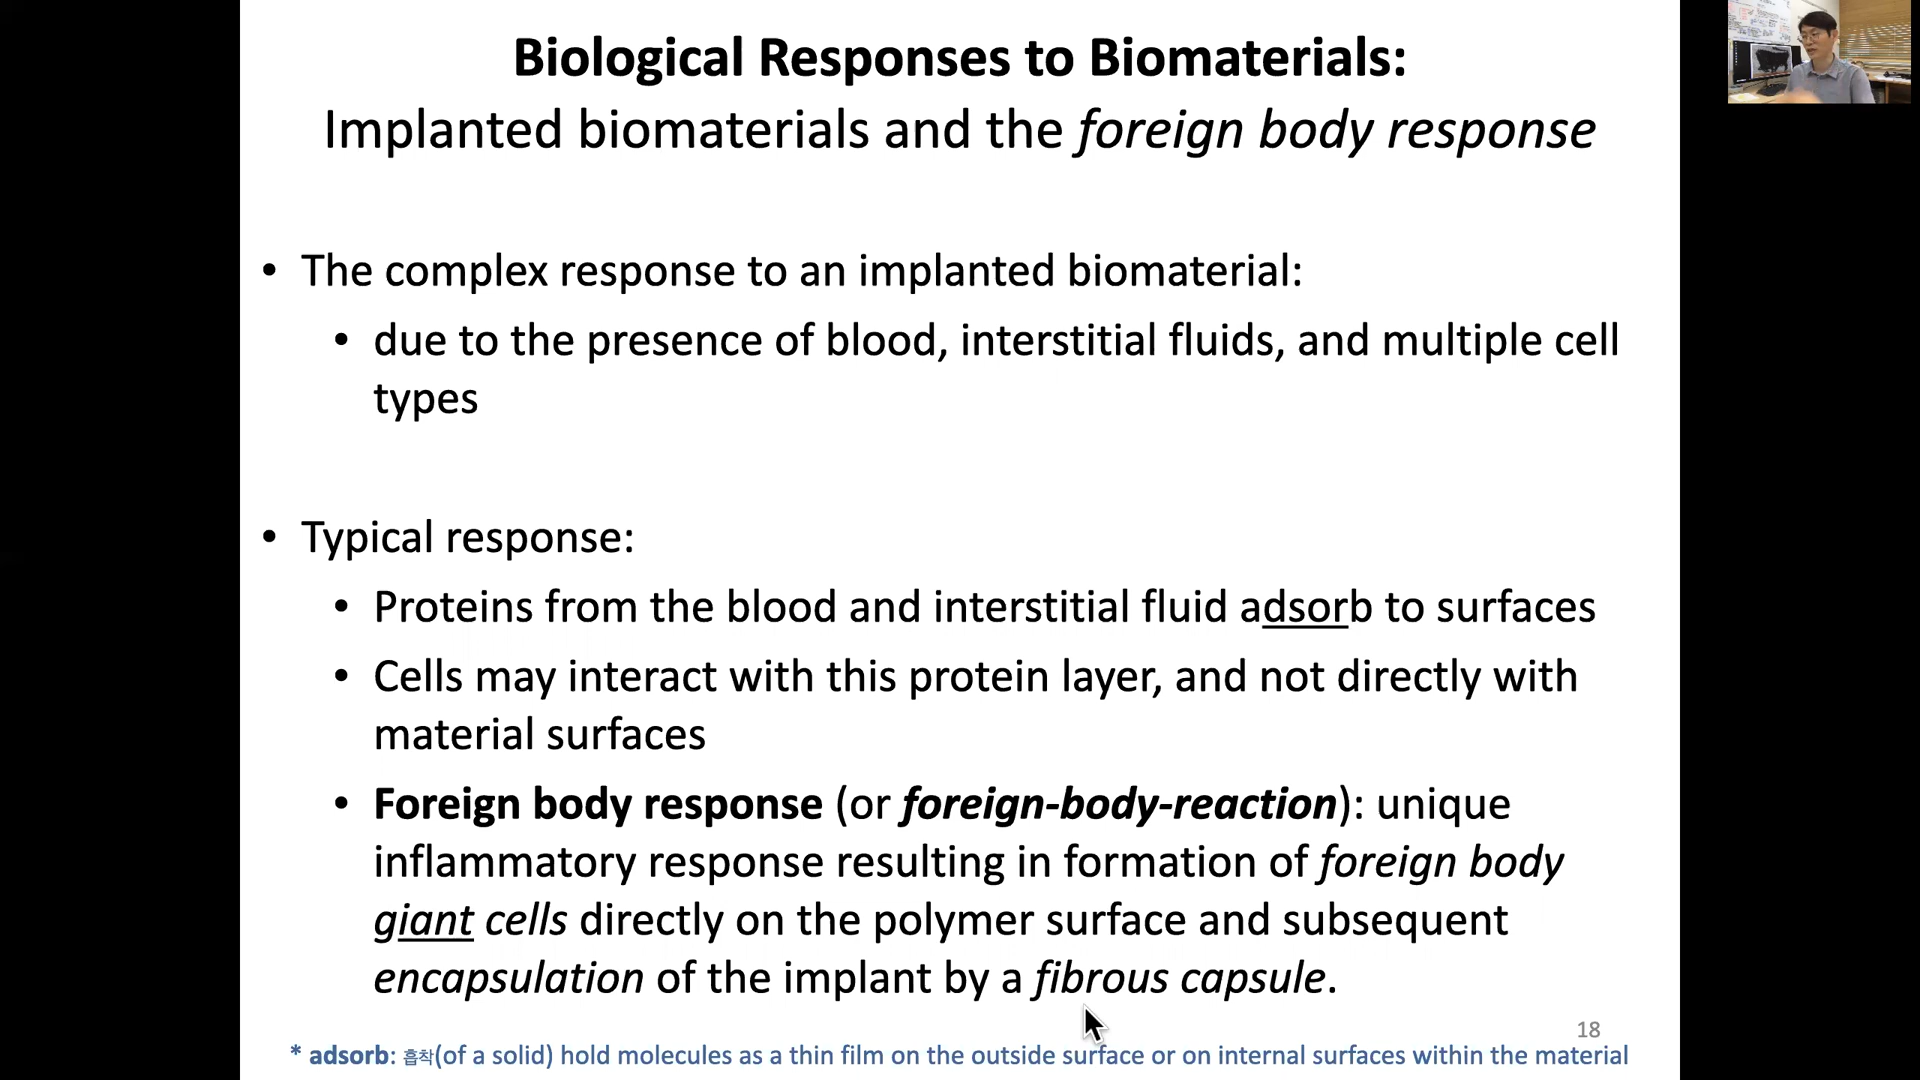 Biological Responses to Biomaterials:
Implanted biomaterials and the foreign body response
• The complex response to an implanted biomaterial:
• due to the presence of blood, interstitial fluids, and multiple cell
types
• Typical response:
• Proteins from the blood and interstitial fluid adsorb to surfaces
• Cells may interact with this protein layer, and not directly with
material surfaces
• Foreign body response (or foreign-body-reaction): unique
inflammatory response resulting in formation of foreign body
giant cells directly on the polymer surface and subsequent
encapsulation of the implant by a fibrous capsule.
18
* adsorb: 흡착(of a solid) hold molecules as a thin film on the outside surface or on internal surfaces within the material